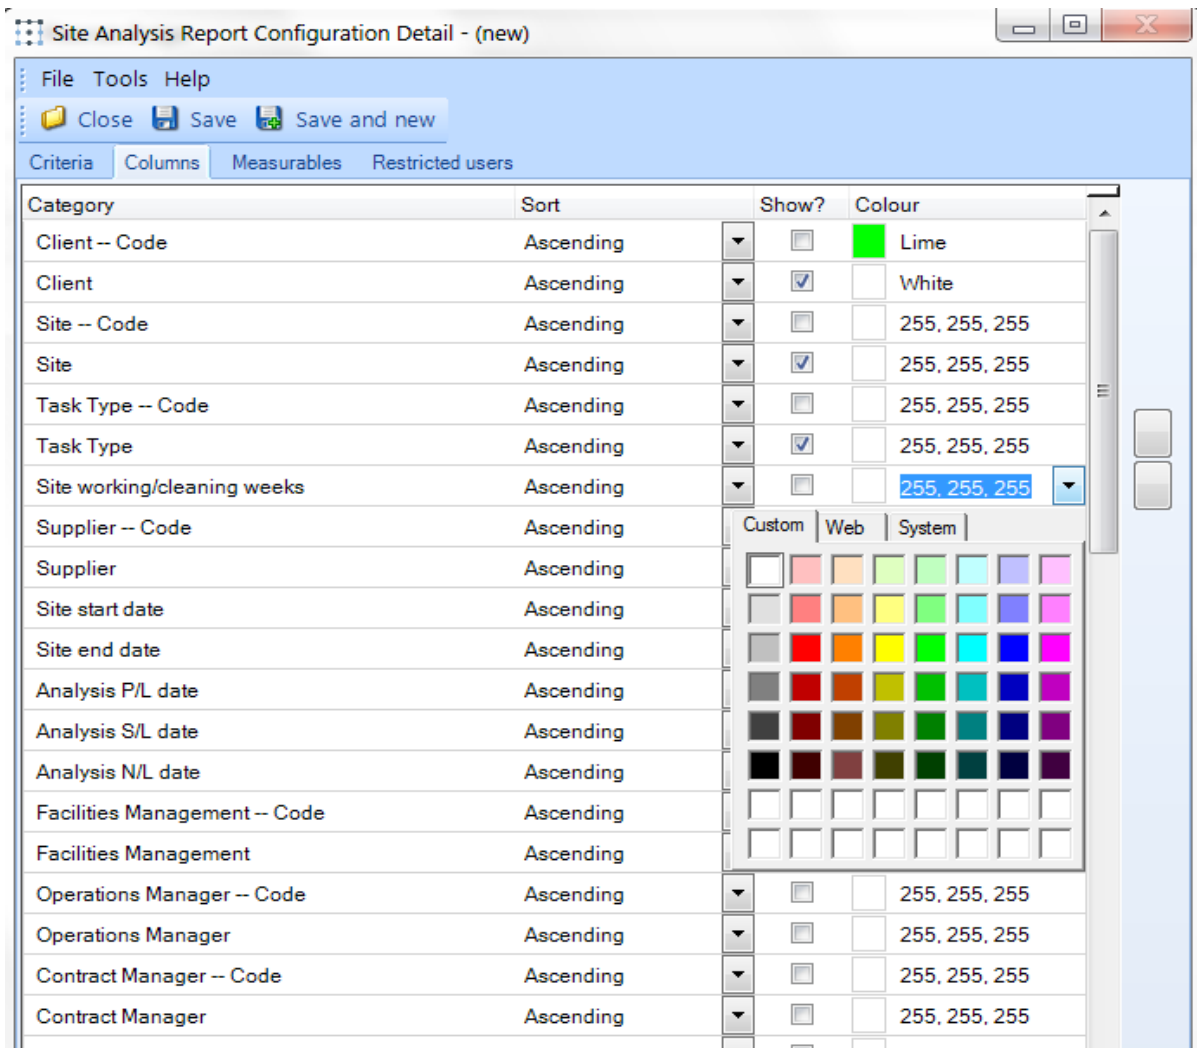 Site Analysis Report Configuration Detail - (new)
File Tools Help
Close Save Save and new
Criteria Columns Measurables Restricted users
Category Sort Show? Colour
Client -- Code Ascending Lime
Client Ascending White
Site -- Code Ascending 255, 255, 255
Site Ascending 255, 255, 255
Task Type -- Code Ascending 255, 255, 255
Task Type Ascending 255, 255, 255
Site working/cleaning weeks Ascending 255, 255, 255
Supplier -- Code Ascending Custom Web System
Supplier Ascending
Site start date Ascending
Site end date Ascending
Analysis P/L date Ascending
Analysis S/L date Ascending
Analysis N/L date Ascending
Facilities Management -- Code Ascending
Facilities Management Ascending
Operations Manager -- Code Ascending 255, 255, 255
Operations Manager Ascending 255, 255, 255
Contract Manager -- Code Ascending 255, 255, 255
Contract Manager Ascending 255, 255, 255